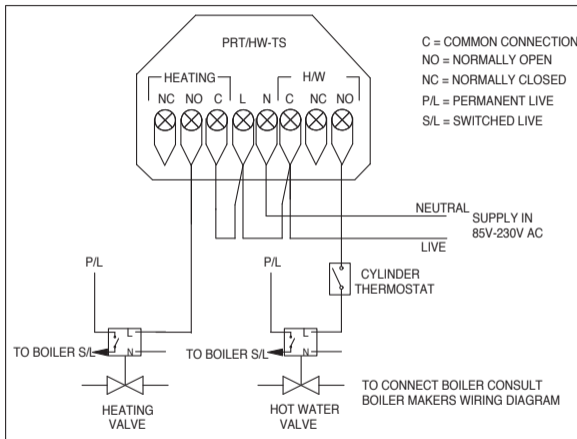 PRT/HW-TS
HEATING
H/W
NC NO C L N C NC NO
C = COMMON CONNECTION
NO = NORMALLY OPEN
NC = NORMALLY CLOSED
P/L = PERMANENT LIVE
S/L = SWITCHED LIVE
NEUTRAL
SUPPLY IN
85V-230V AC
LIVE
P/L
P/L
CYLINDER
THERMOSTAT
L
N
TO BOILER S/L
L
N
TO BOILER S/L
HEATING
VALVE
HOT WATER
VALVE
TO CONNECT BOILER CONSULT
BOILER MAKERS WIRING DIAGRAM